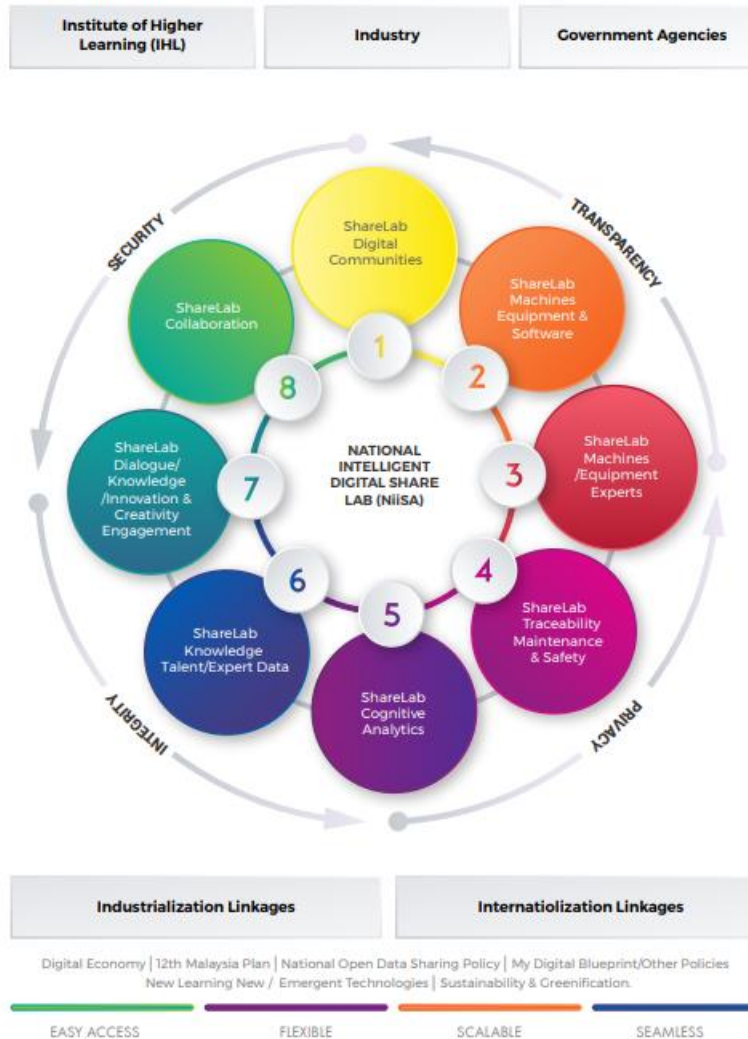 Institute of Higher
Learning (IHL)
Industry
Government Agencies
SECURITY
TRANSPARENCY
ShareLab
Digital
Communities
ShareLab
Machines
Equipment &
Software
ShareLab
Collaboration
1
2
8
ShareLab
Machines
/Equipment
Experts
3
NATIONAL
INTELLIGENT
DIGITAL SHARE
LAB (NiiSA)
ShareLab
Dialogue/
Knowledge
/Innovation &
Creativity
Engagement
7
4
ShareLab
Traceability
Maintenance
& Safety
6
5
ShareLab
Knowledge
Talent/Expert Data
ShareLab
Cognitive
Analytics
INTEGRITY
PRIVACY
Industrialization Linkages
Internatiolization Linkages
Digital Economy | 12th Malaysia Plan | National Open Data Sharing Policy | My Digital Blueprint/Other Policies
New Learning New / Emergent Technologies | Sustainability & Greenification.
EASY ACCESS
FLEXIBLE
SCALABLE
SEAMLESS